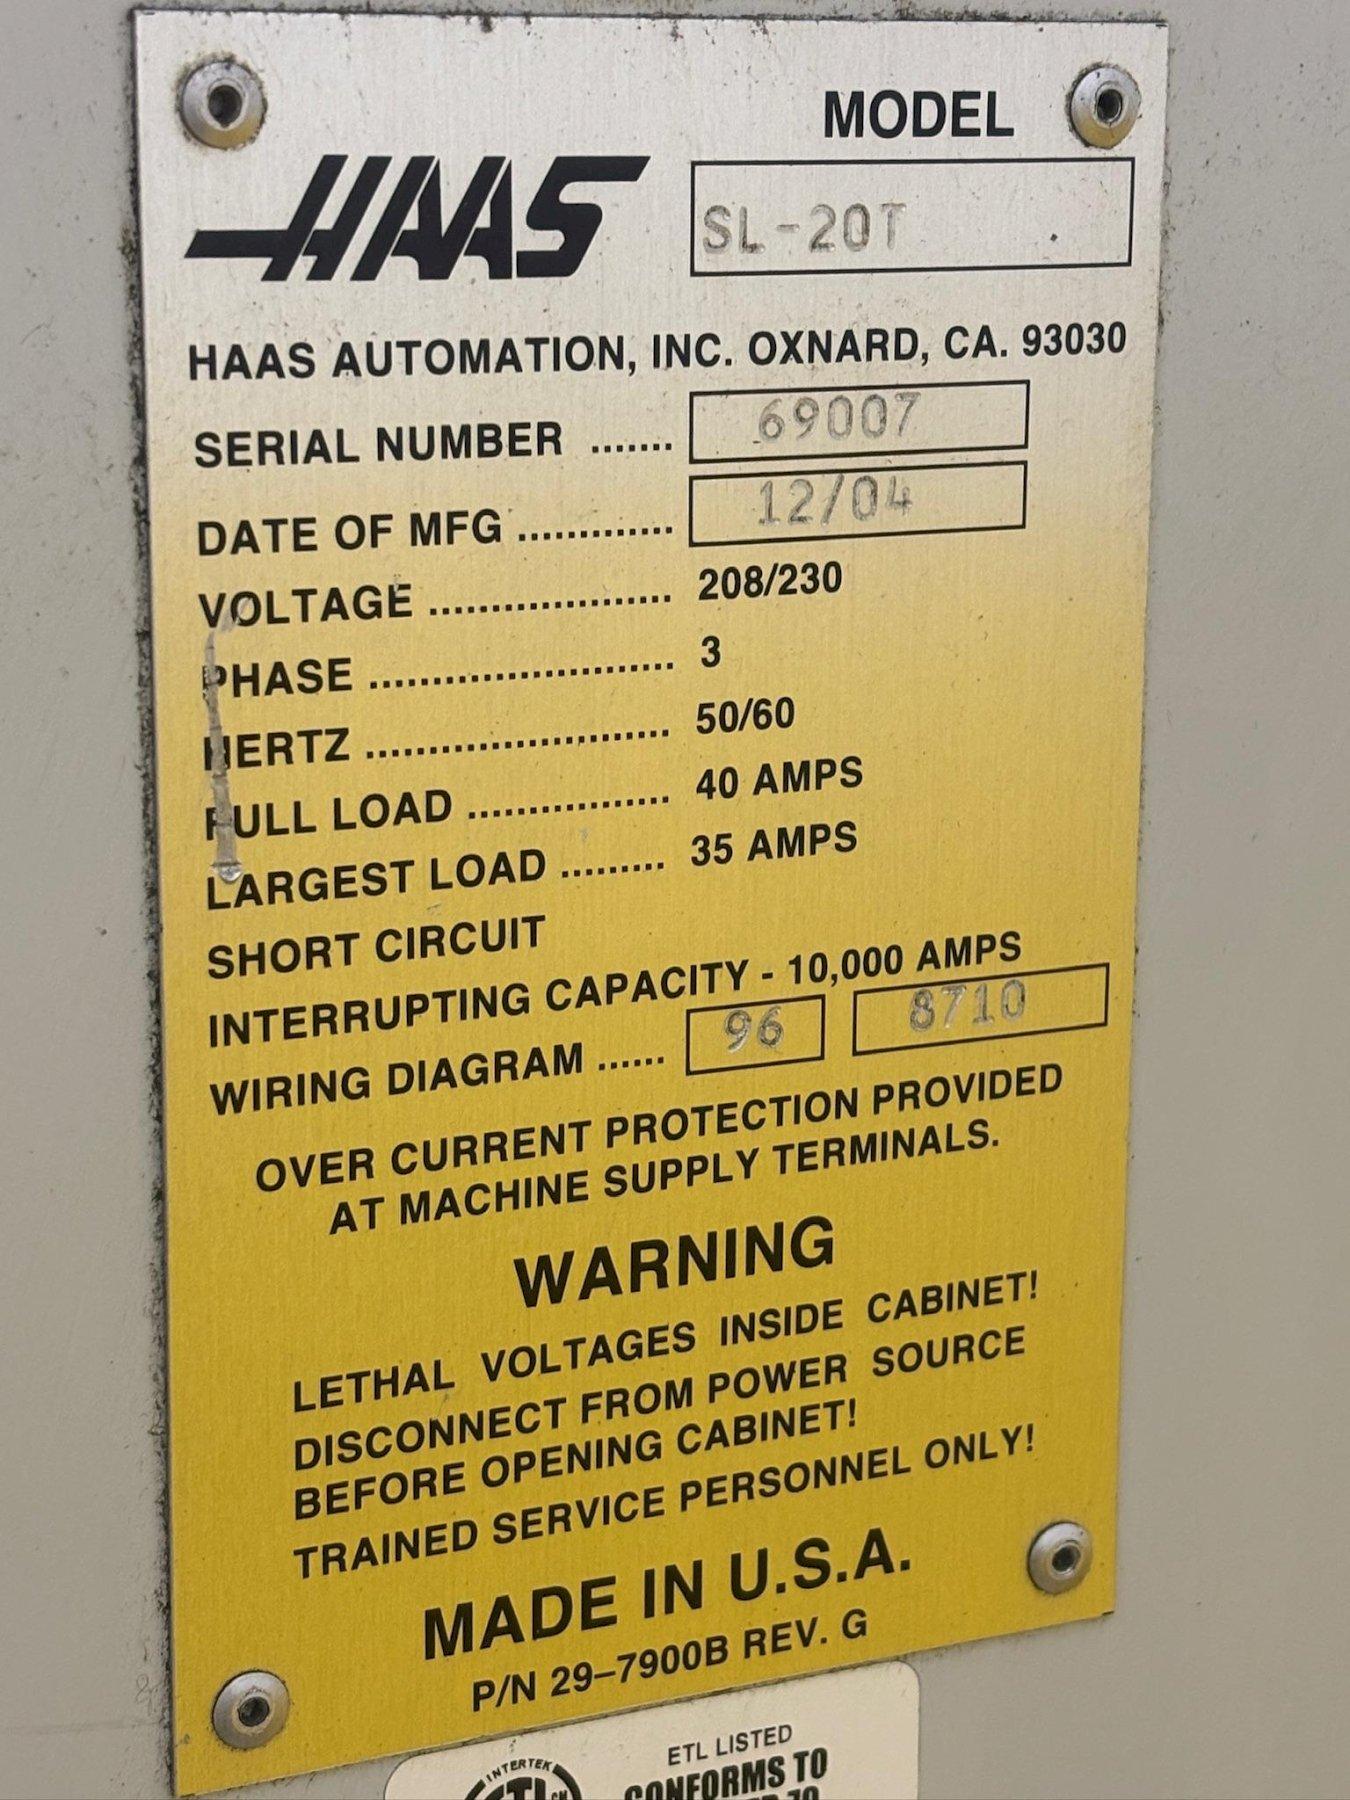 MODEL
HAAS
SL-20T
HAAS AUTOMATION, INC. OXNARD, CA. 93030
SERIAL NUMBER ....... 69007
DATE OF MFG ............. 12/04
VOLTAGE .................... 208/230
PHASE ......................... 3
HERTZ ......................... 50/60
FULL LOAD ................. 40 AMPS
LARGEST LOAD ......... 35 AMPS
SHORT CIRCUIT
INTERRUPTING CAPACITY - 10,000 AMPS
WIRING DIAGRAM ...... 96 8710
OVER CURRENT PROTECTION PROVIDED
AT MACHINE SUPPLY TERMINALS.
WARNING
LETHAL VOLTAGES INSIDE CABINET!
DISCONNECT FROM POWER SOURCE
BEFORE OPENING CABINET!
TRAINED SERVICE PERSONNEL ONLY!
MADE IN U.S.A.
P/N 29–7900B REV. G
INTERTEK
ETL LISTED
CONFORMS TO